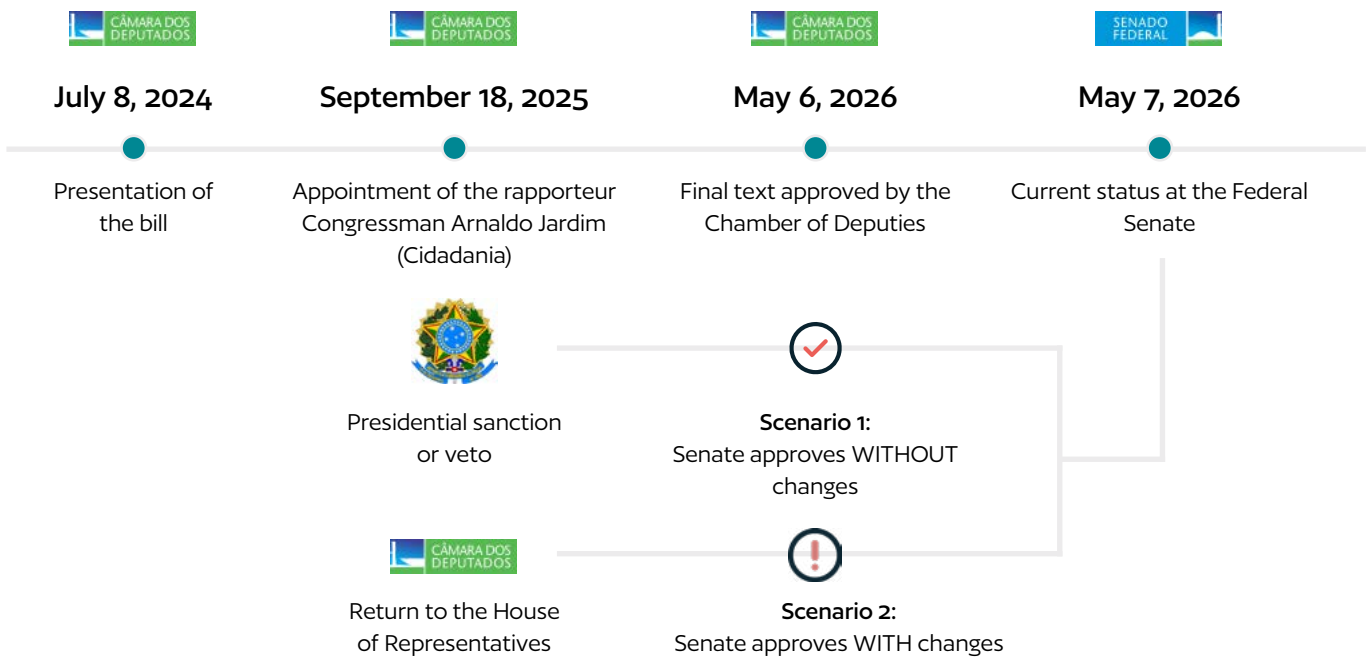 CÂMARA DOS
DEPUTADOS
CÂMARA DOS
DEPUTADOS
CÂMARA DOS
DEPUTADOS
SENADO
FEDERAL
July 8, 2024
September 18, 2025
May 6, 2026
May 7, 2026
Presentation of
the bill
Appointment of the rapporteur
Congressman Arnaldo Jardim
(Cidadania)
Final text approved by the
Chamber of Deputies
Current status at the Federal
Senate
Presidential sanction
or veto
Scenario 1:
Senate approves WITHOUT
changes
CÂMARA DOS
DEPUTADOS
Return to the House
of Representatives
Scenario 2:
Senate approves WITH changes